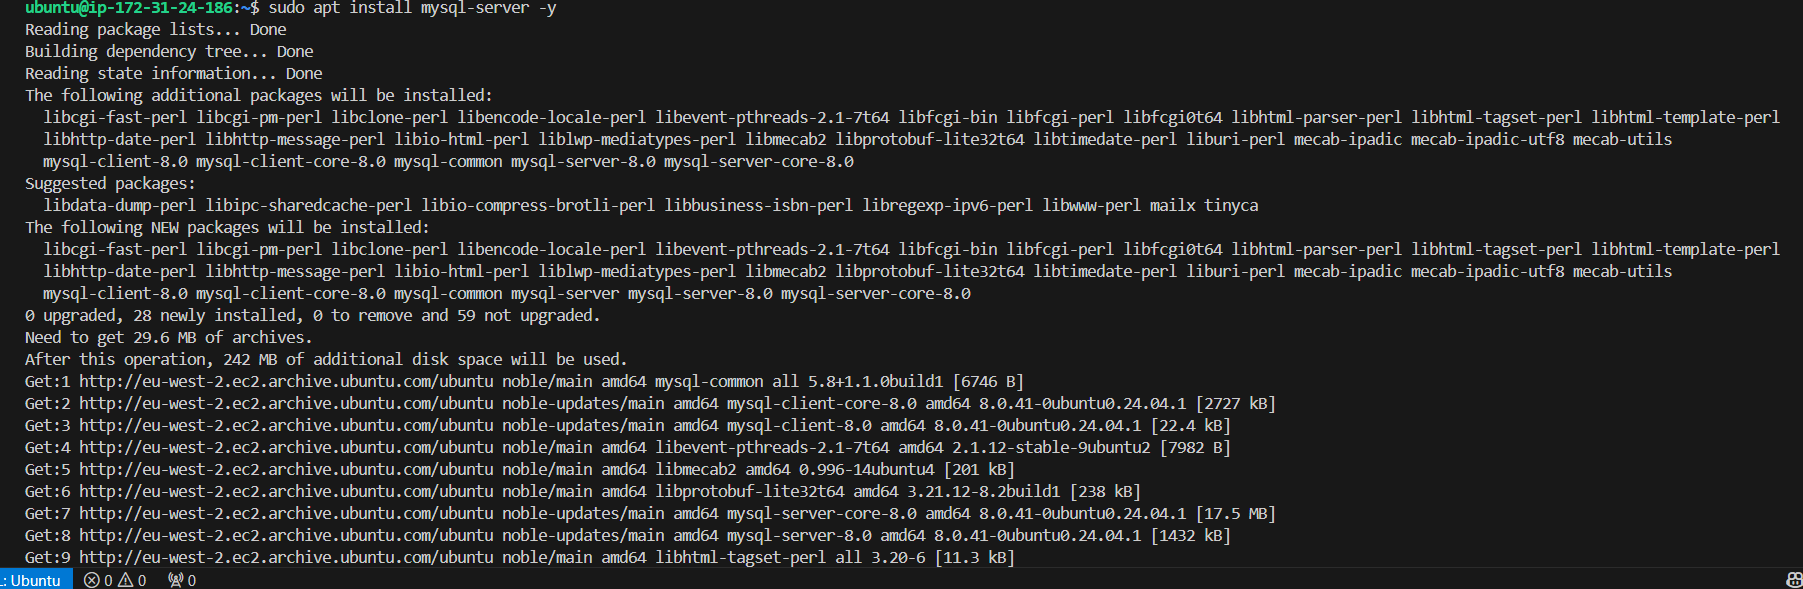 ubuntu@ip-172-31-24-186:~$ sudo apt install mysql-server -y
Reading package lists... Done
Building dependency tree... Done
Reading state information... Done
The following additional packages will be installed:
  libcgi-fast-perl libcgi-pm-perl libclone-perl libencode-locale-perl libevent-pthreads-2.1-7t64 libfcgi-bin libfcgi-perl libfcgi0t64 libhtml-parser-perl libhtml-tagset-perl libhtml-template-perl
  libhttp-date-perl libhttp-message-perl libio-html-perl liblwp-mediatypes-perl libmecab2 libprotobuf-lite32t64 libtimedate-perl liburi-perl mecab-ipadic mecab-ipadic-utf8 mecab-utils
  mysql-client-8.0 mysql-client-core-8.0 mysql-common mysql-server-8.0 mysql-server-core-8.0
Suggested packages:
  libdata-dump-perl libipc-sharedcache-perl libio-compress-brotli-perl libbusiness-isbn-perl libregexp-ipv6-perl libwww-perl mailx tinyca
The following NEW packages will be installed:
  libcgi-fast-perl libcgi-pm-perl libclone-perl libencode-locale-perl libevent-pthreads-2.1-7t64 libfcgi-bin libfcgi-perl libfcgi0t64 libhtml-parser-perl libhtml-tagset-perl libhtml-template-perl
  libhttp-date-perl libhttp-message-perl libio-html-perl liblwp-mediatypes-perl libmecab2 libprotobuf-lite32t64 libtimedate-perl liburi-perl mecab-ipadic mecab-ipadic-utf8 mecab-utils
  mysql-client-8.0 mysql-client-core-8.0 mysql-common mysql-server mysql-server-8.0 mysql-server-core-8.0
0 upgraded, 28 newly installed, 0 to remove and 59 not upgraded.
Need to get 29.6 MB of archives.
After this operation, 242 MB of additional disk space will be used.
Get:1 http://eu-west-2.ec2.archive.ubuntu.com/ubuntu noble/main amd64 mysql-common all 5.8+1.1.0build1 [6746 B]
Get:2 http://eu-west-2.ec2.archive.ubuntu.com/ubuntu noble-updates/main amd64 mysql-client-core-8.0 amd64 8.0.41-0ubuntu0.24.04.1 [2727 kB]
Get:3 http://eu-west-2.ec2.archive.ubuntu.com/ubuntu noble-updates/main amd64 mysql-client-8.0 amd64 8.0.41-0ubuntu0.24.04.1 [22.4 kB]
Get:4 http://eu-west-2.ec2.archive.ubuntu.com/ubuntu noble/main amd64 libevent-pthreads-2.1-7t64 amd64 2.1.12-stable-9ubuntu2 [7982 B]
Get:5 http://eu-west-2.ec2.archive.ubuntu.com/ubuntu noble/main amd64 libmecab2 amd64 0.996-14ubuntu4 [201 kB]
Get:6 http://eu-west-2.ec2.archive.ubuntu.com/ubuntu noble/main amd64 libprotobuf-lite32t64 amd64 3.21.12-8.2build1 [238 kB]
Get:7 http://eu-west-2.ec2.archive.ubuntu.com/ubuntu noble-updates/main amd64 mysql-server-core-8.0 amd64 8.0.41-0ubuntu0.24.04.1 [17.5 MB]
Get:8 http://eu-west-2.ec2.archive.ubuntu.com/ubuntu noble-updates/main amd64 mysql-server-8.0 amd64 8.0.41-0ubuntu0.24.04.1 [1432 kB]
Get:9 http://eu-west-2.ec2.archive.ubuntu.com/ubuntu noble/main amd64 libhtml-tagset-perl all 3.20-6 [11.3 kB]
: Ubuntu 0 0 0